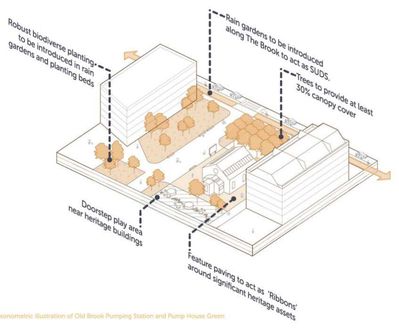 Robust biodiverse planting
to be introduced in rain
gardens and planting beds
Rain gardens to be introduced
along The Brook to act as SUDS.
Trees to provide at least
30% canopy cover
Doorstep play area
near heritage buildings
Feature paving to act as 'Ribbons'
around significant heritage assets
xonometric illustration of Old Brook Pumping Station and Pump House Green